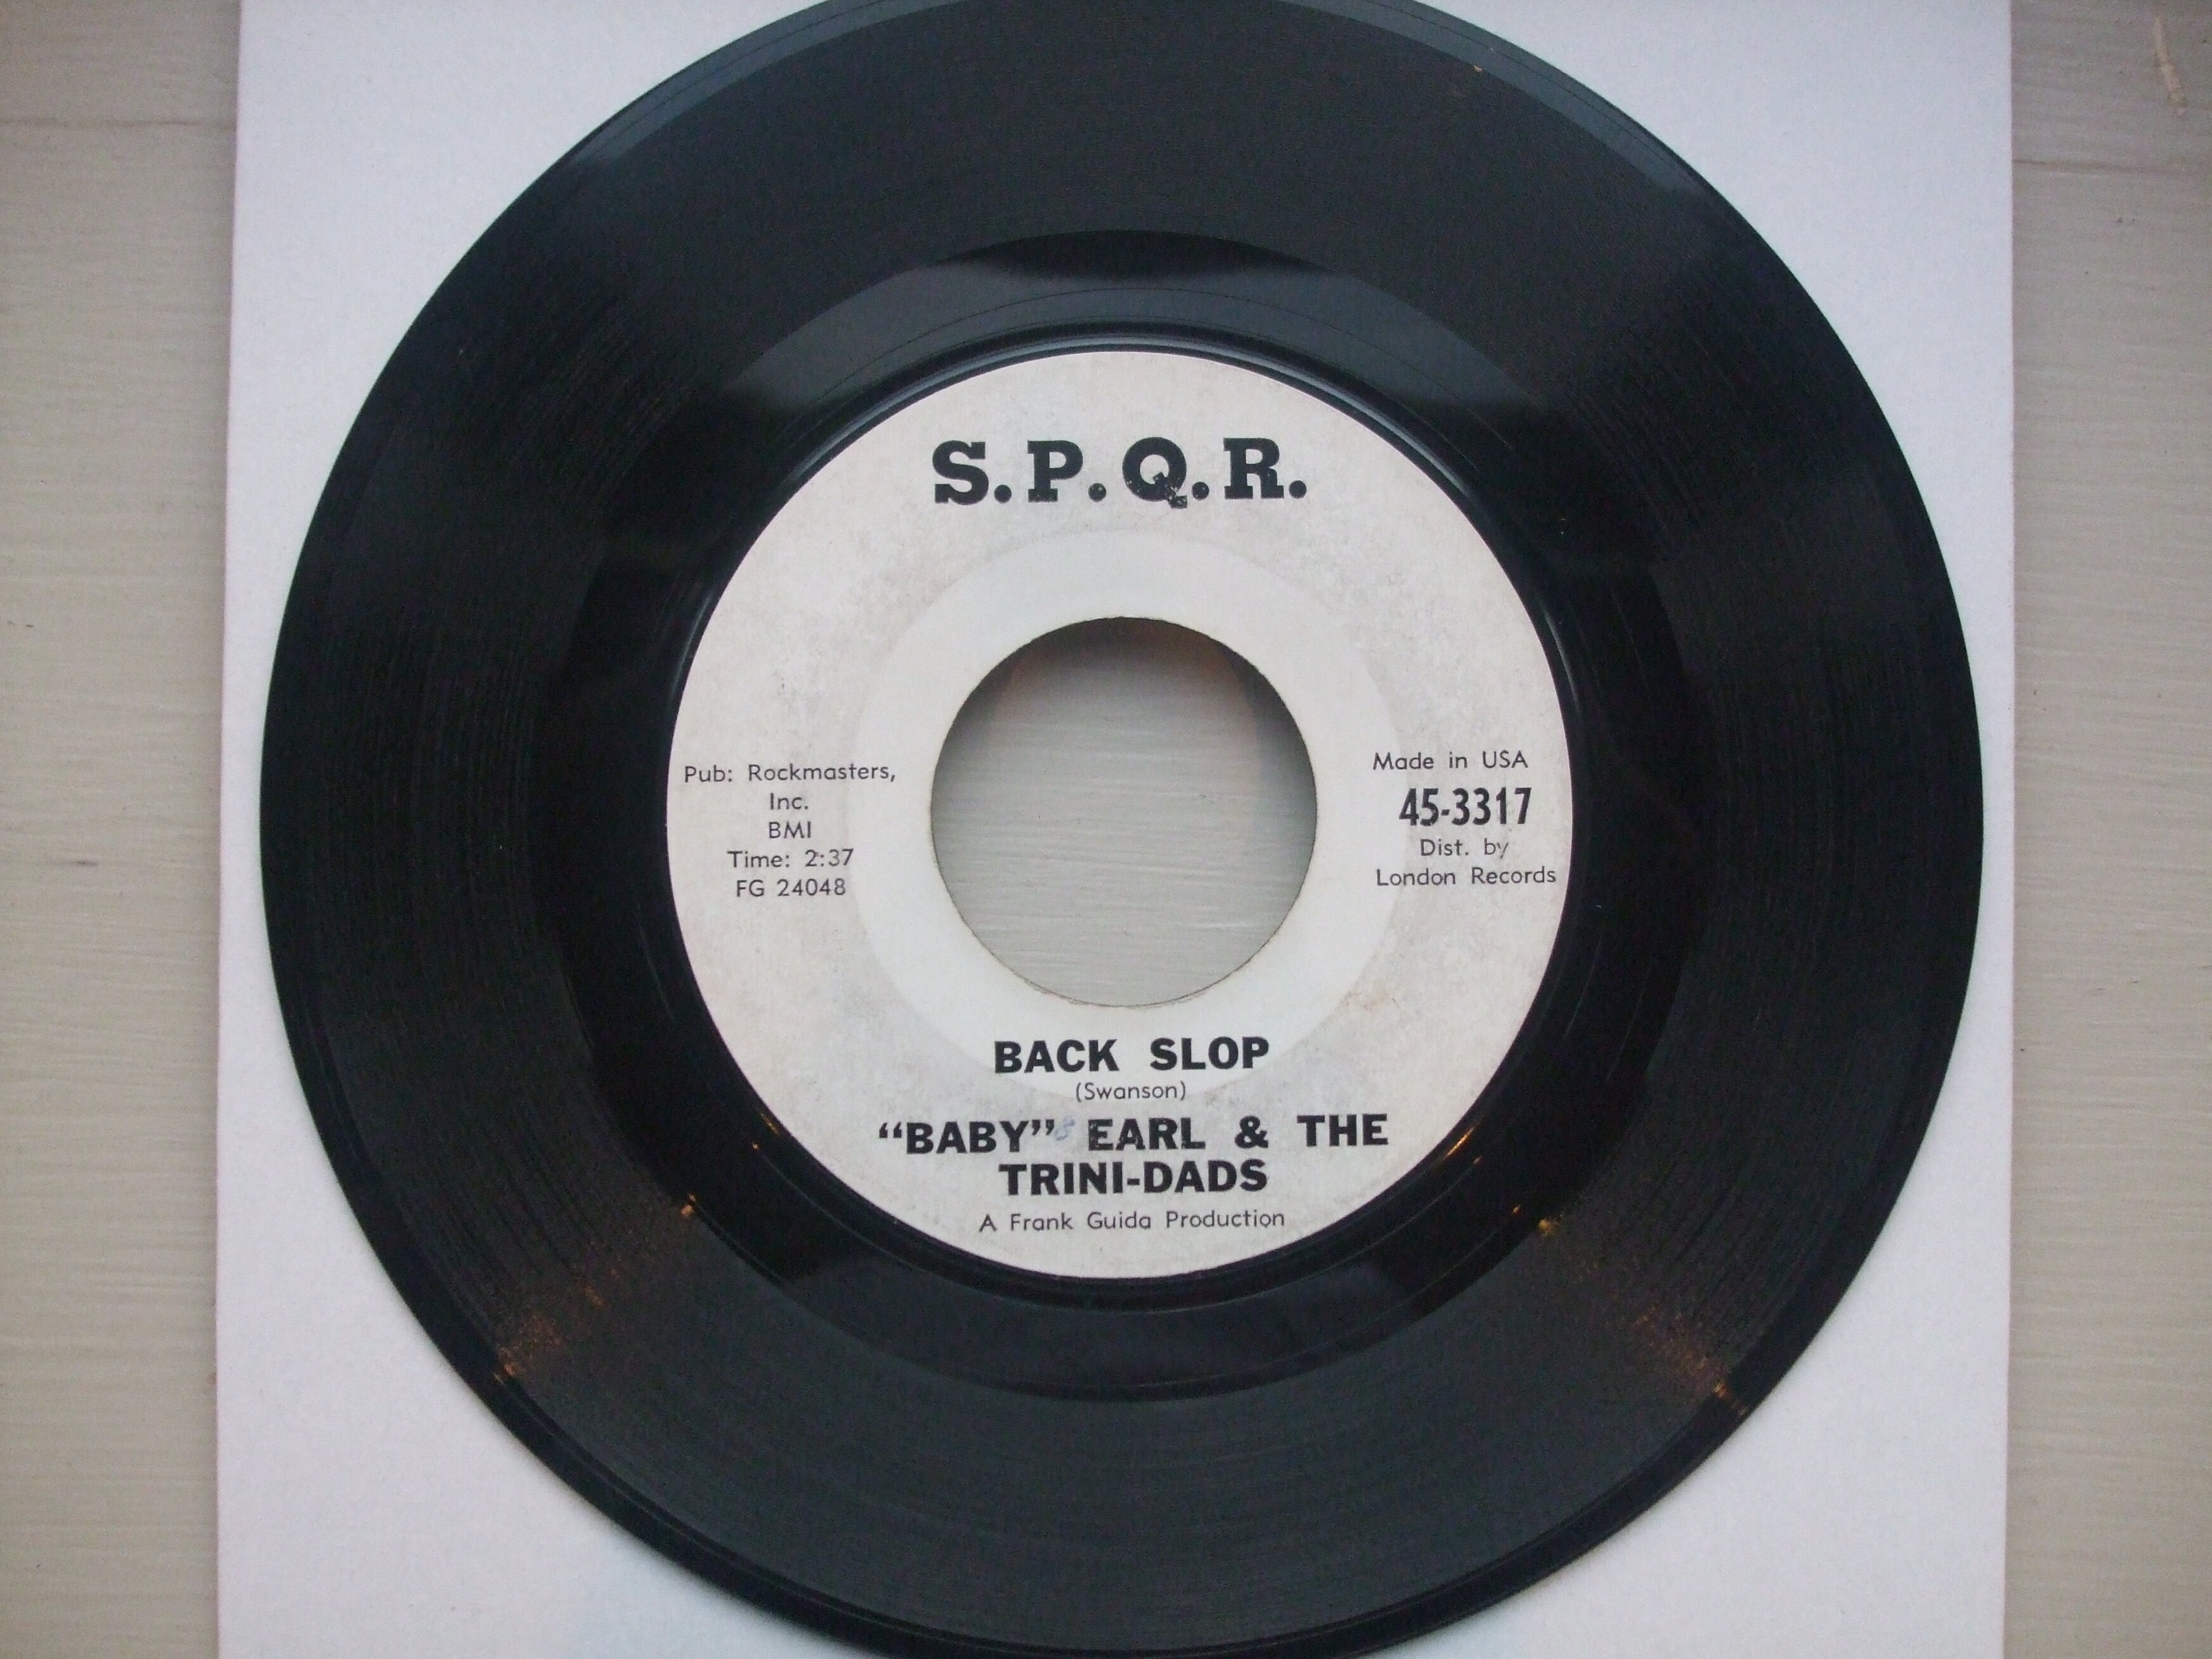 S.P.Q.R.
Pub: Rockmasters,
Inc.
BMI
Time: 2:37
FG 24048
Made in USA
45-3317
Dist. by
London Records
BACK SLOP
(Swanson)
“BABY” EARL & THE
TRINI-DADS
A Frank Guida Production